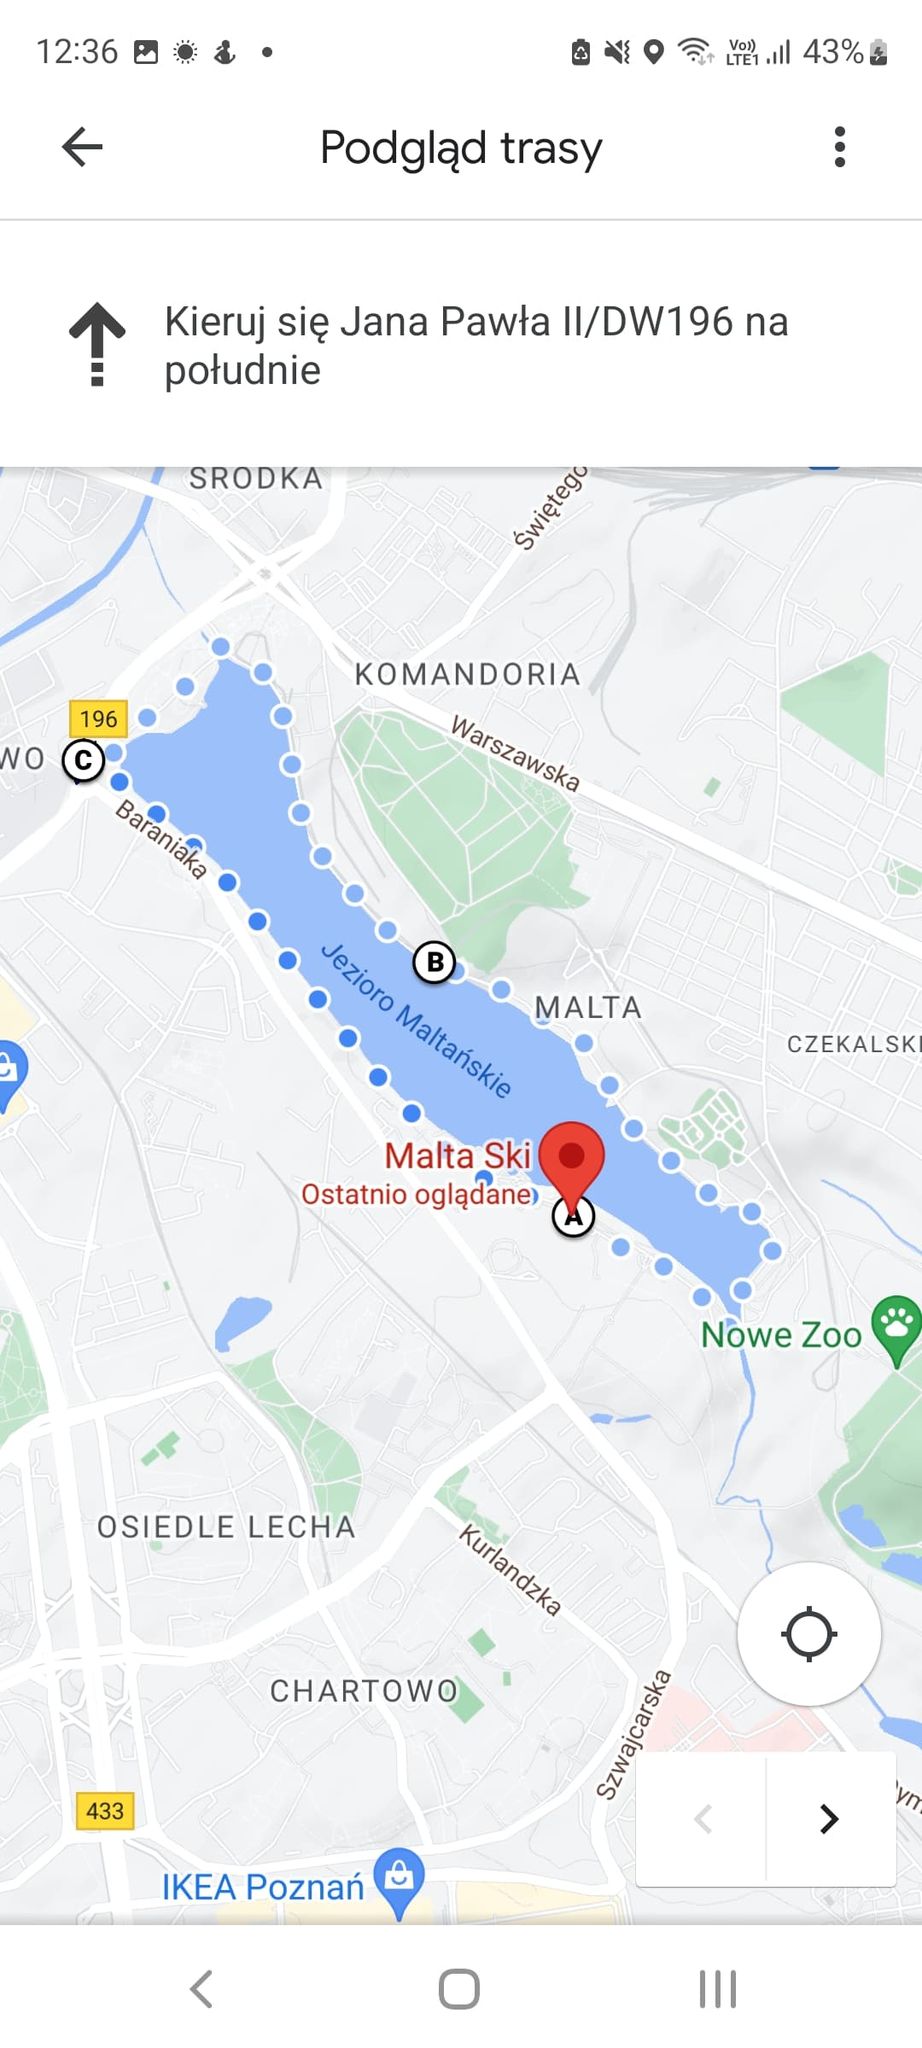 12:36
Vo))
LTE1
43%
Podgląd trasy
Kieruj się Jana Pawła II/DW196 na
południe
ŚRODKA
Świętego
KOMANDORIA
Warszawska
196
WO
C
Baraniaka
B
Jezioro Maltańskie
MALTA
CZEKALSKI
Malta Ski
Ostatnio oglądane
A
Nowe Zoo
OSIEDLE LECHA
Kurlandzka
CHARTOWO
Szwajcarska
433
IKEA Poznań